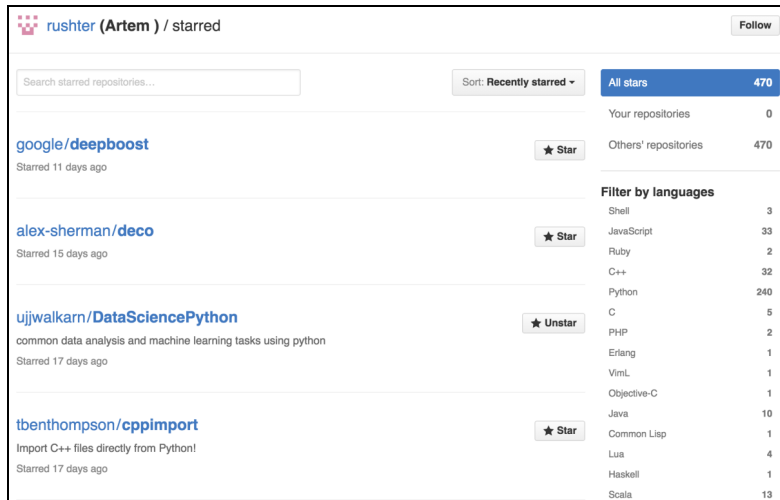 rushter (Artem ) / starred
Follow
Search starred repositories...
Sort: Recently starred
google/deepboost
Star
Starred 11 days ago
alex-sherman/deco
Star
Starred 15 days ago
ujjwalkarn/DataSciencePython
Unstar
common data analysis and machine learning tasks using python
Starred 17 days ago
tbenthompson/cppimport
Star
Import C++ files directly from Python!
Starred 17 days ago
All stars 470
Your repositories 0
Others' repositories 470
Filter by languages
Shell 3
JavaScript 33
Ruby 2
C++ 32
Python 240
C 5
PHP 2
Erlang 1
VimL 1
Objective-C 1
Java 10
Common Lisp 1
Lua 4
Haskell 1
Scala 13